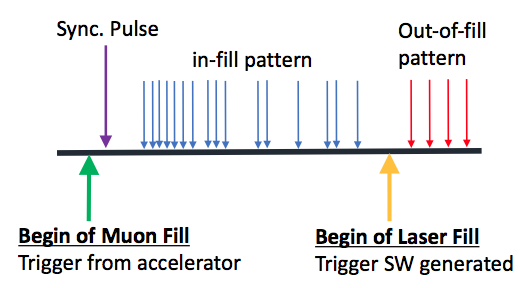 Sync. Pulse
in-fill pattern
Out-of-fill
pattern
Begin of Muon Fill
Trigger from accelerator
Begin of Laser Fill
Trigger SW generated